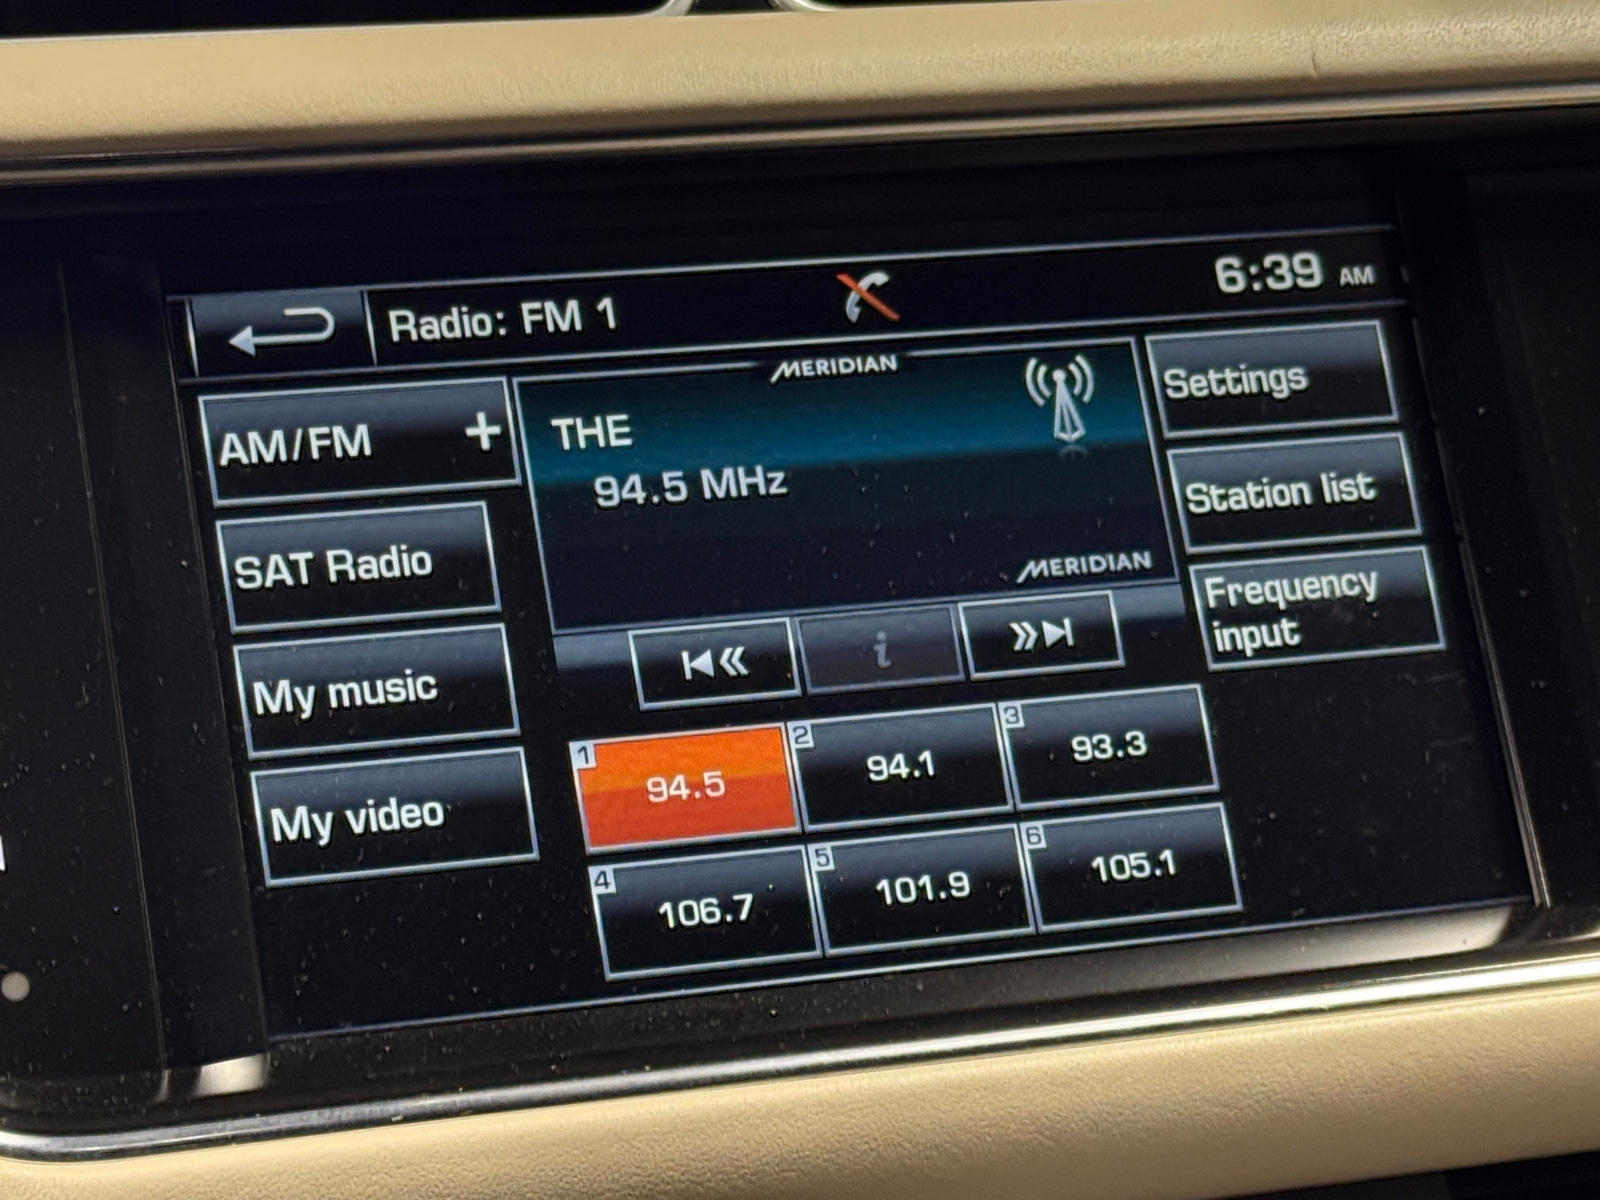 Radio: FM 1
6:39 AM
AM/FM +
MERIDIAN
THE
94.5 MHz
MERIDIAN
Settings
Station list
Frequency
input
SAT Radio
My music
My video
i
1
94.5
2
94.1
3
93.3
4
106.7
5
101.9
6
105.1